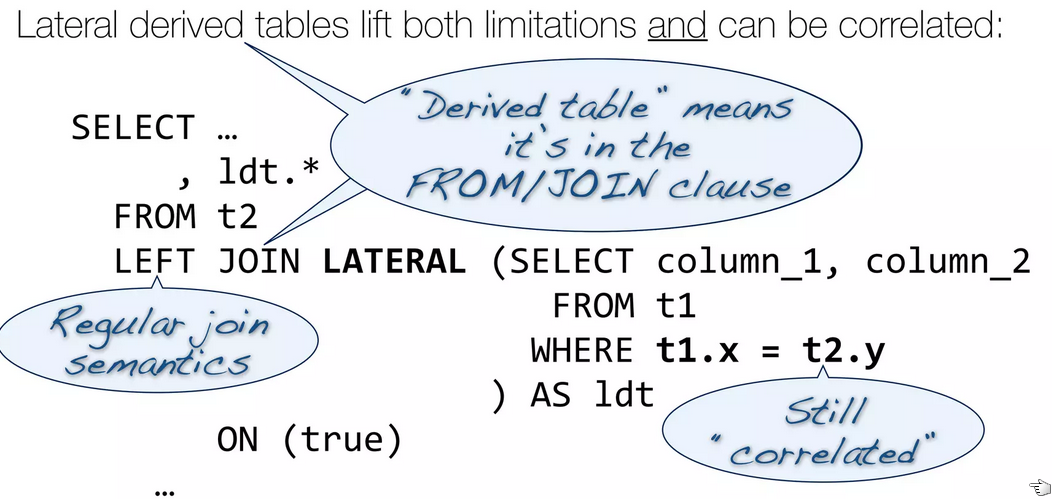 Lateral derived tables lift both limitations and can be correlated:
"Derived table" means
it's in the
FROM/JOIN clause
SELECT …
, ldt.*
FROM t2
LEFT JOIN LATERAL (SELECT column_1, column_2
FROM t1
WHERE t1.x = t2.y
) AS ldt
Regular join
semantics
Still
"correlated"
ON (true)
…